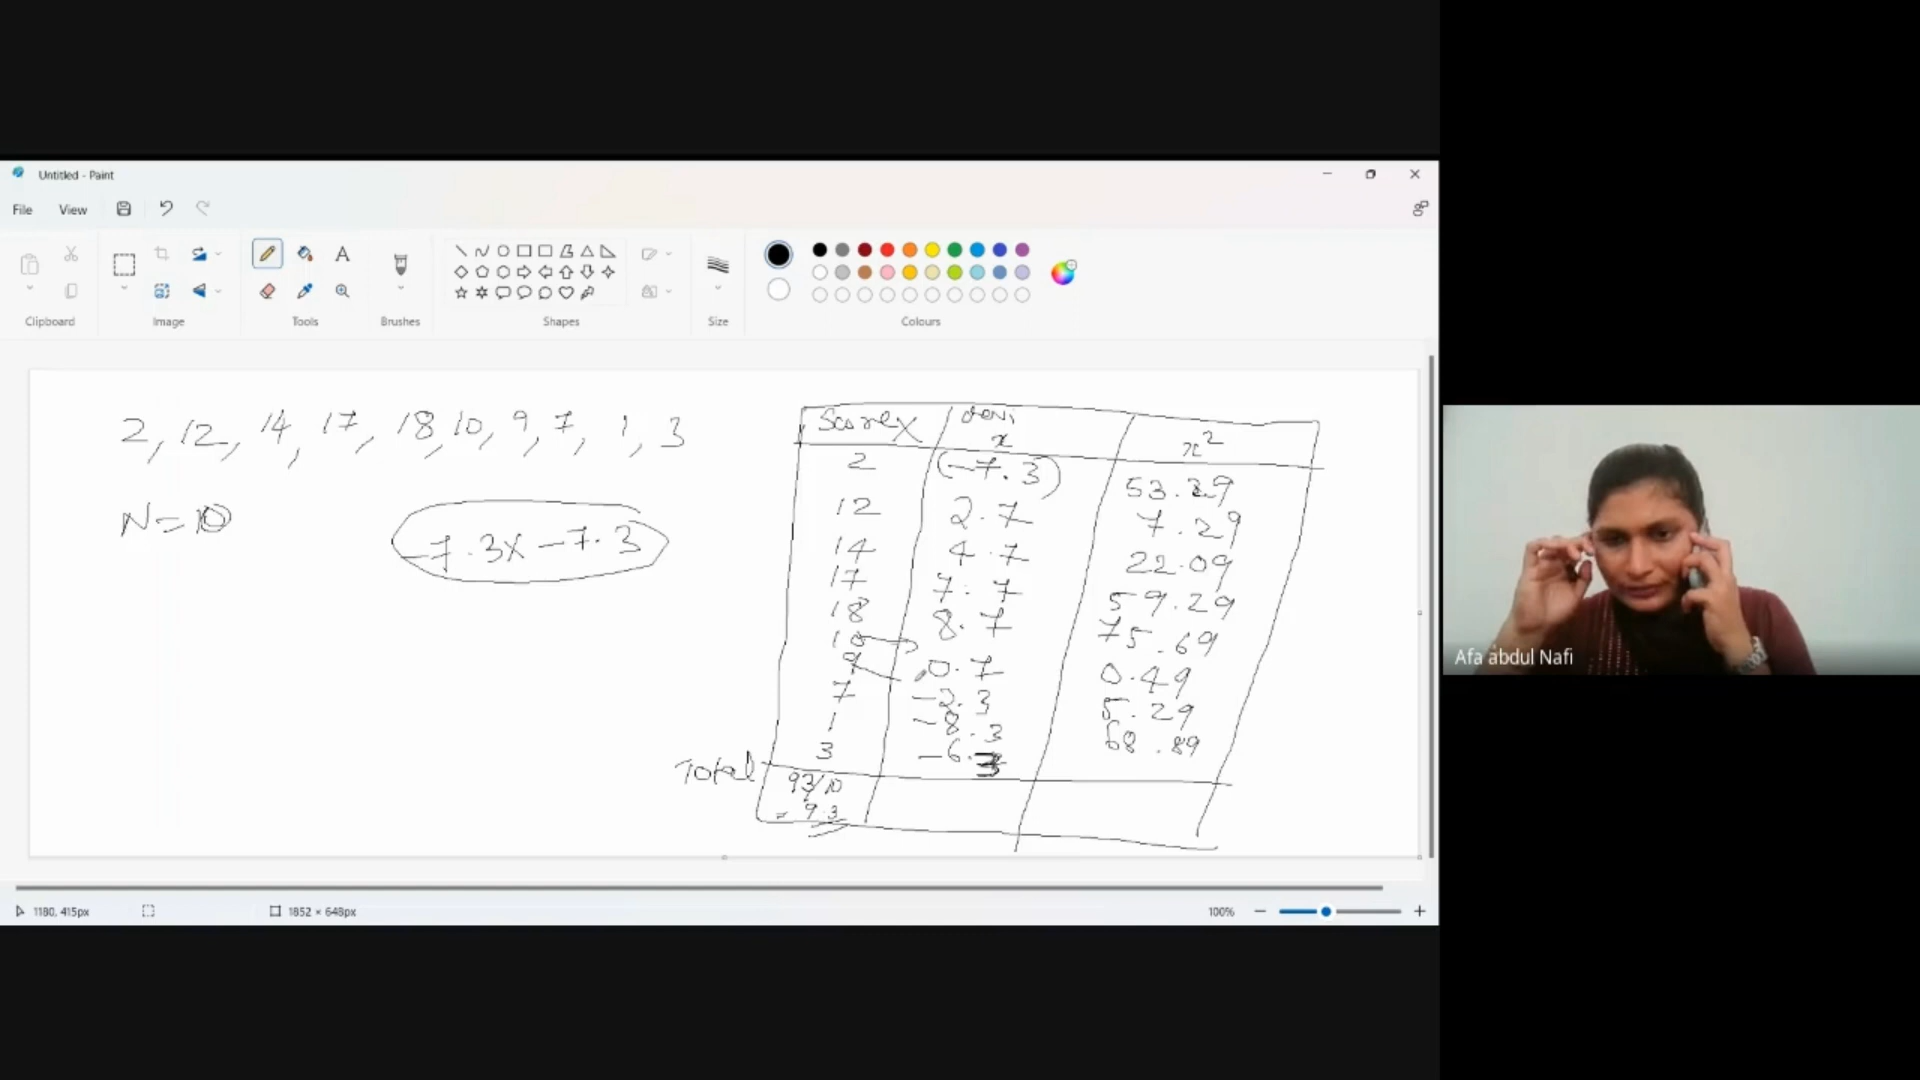 Untitled - Paint
File View
Clipboard Image Tools Brushes Shapes Size Colours
2, 12, 14, 17, 18, 10, 9, 7, 1, 3
N=10
-7.3x-7.3
Score X devi x x²
2 (-7.3) 53.29
12 2.7 7.29
14 4.7 22.09
17 7.7 59.29
18 8.7 75.69
10 0.7 0.49
9
7 -2.3 5.29
1 -8.3 68.89
3 -6.3
Total 93/10
= 9.3
Afa abdul Nafi
1180, 415px 1852 × 648px 100%